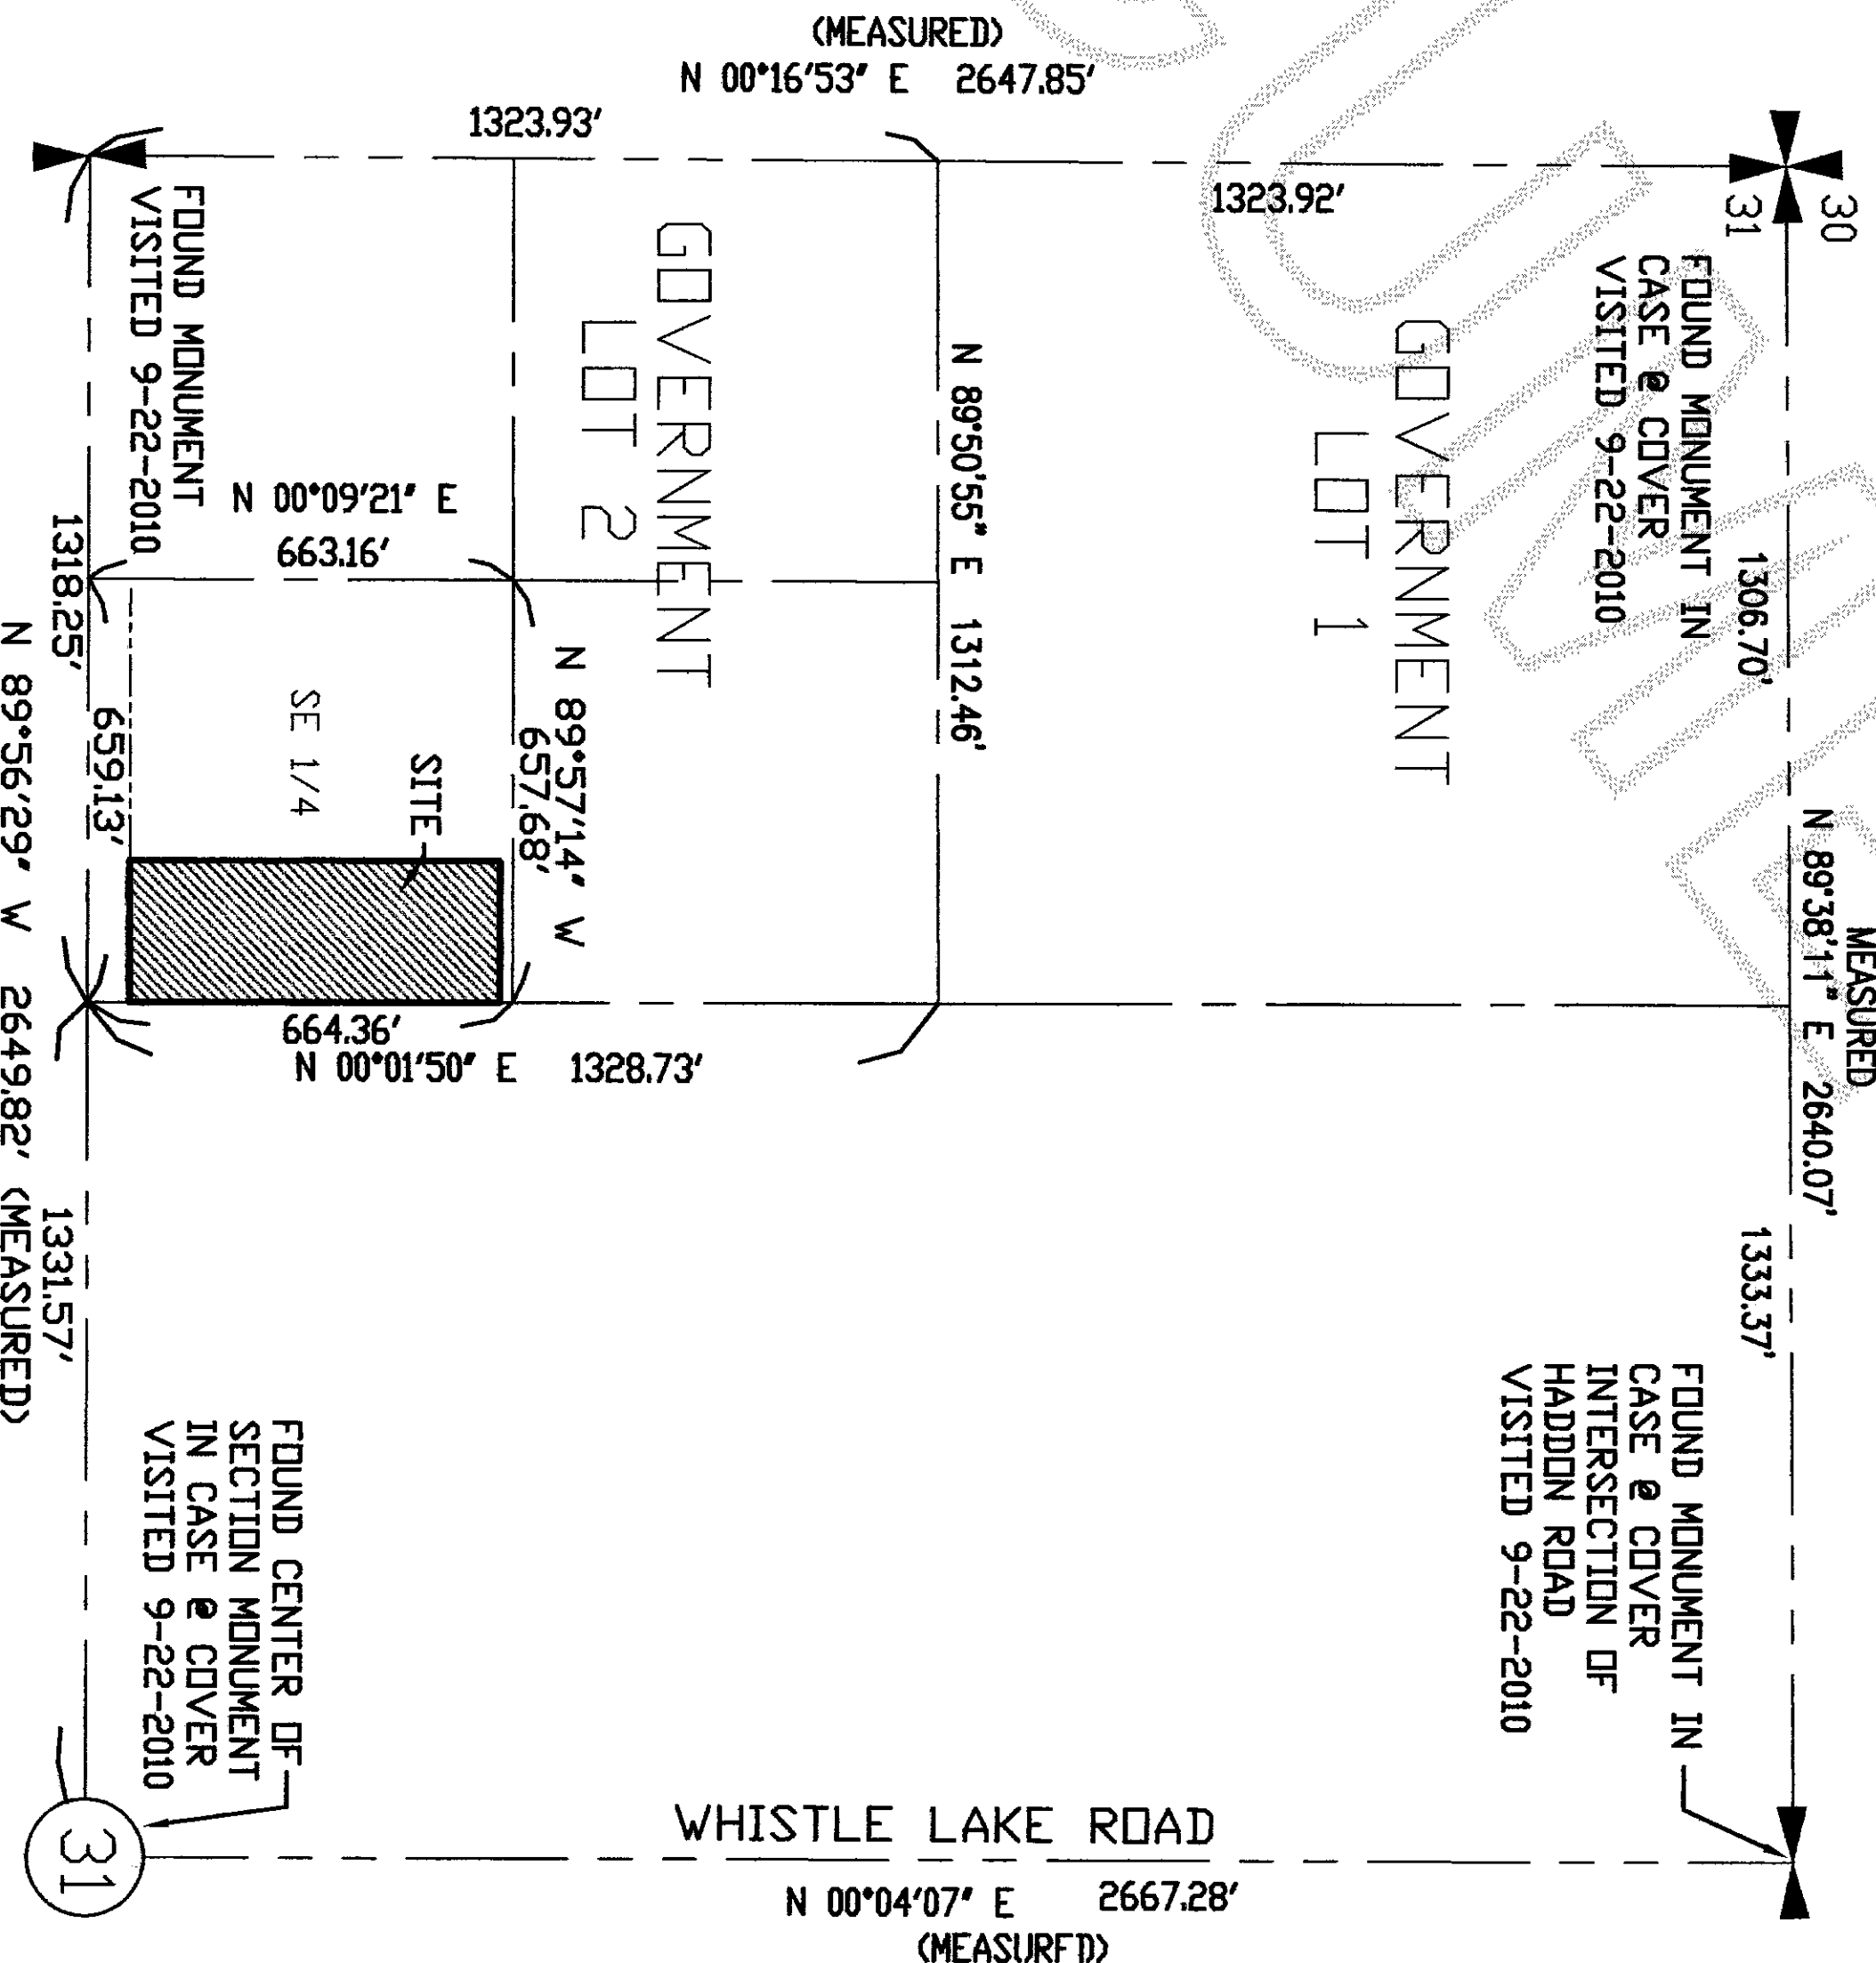 (MEASURED)
N 00°16'53" E 2647.85'
1323.93'
1323.92'
30
31
FOUND MONUMENT IN
CASE @ COVER
VISITED 9-22-2010
1306.70'
MEASURED
N 89°38'11" E 2640.07'
1333.37'
FOUND MONUMENT IN
CASE @ COVER
INTERSECTION OF
HADDON ROAD
VISITED 9-22-2010
GOVERNMENT
LOT 1
N 89°50'55" E 1312.46'
GOVERNMENT
LOT 2
FOUND MONUMENT
VISITED 9-22-2010
N 00°09'21" E
663.16'
N 89°57'14" W
657.68'
SITE
SE 1/4
659.13'
1318.25'
N 89°56'29" W 2649.82' (MEASURED)
1331.57'
664.36'
N 00°01'50" E 1328.73'
FOUND CENTER OF
SECTION MONUMENT
IN CASE @ COVER
VISITED 9-22-2010
31
WHISTLE LAKE ROAD
N 00°04'07" E 2667.28'
(MEASURED)